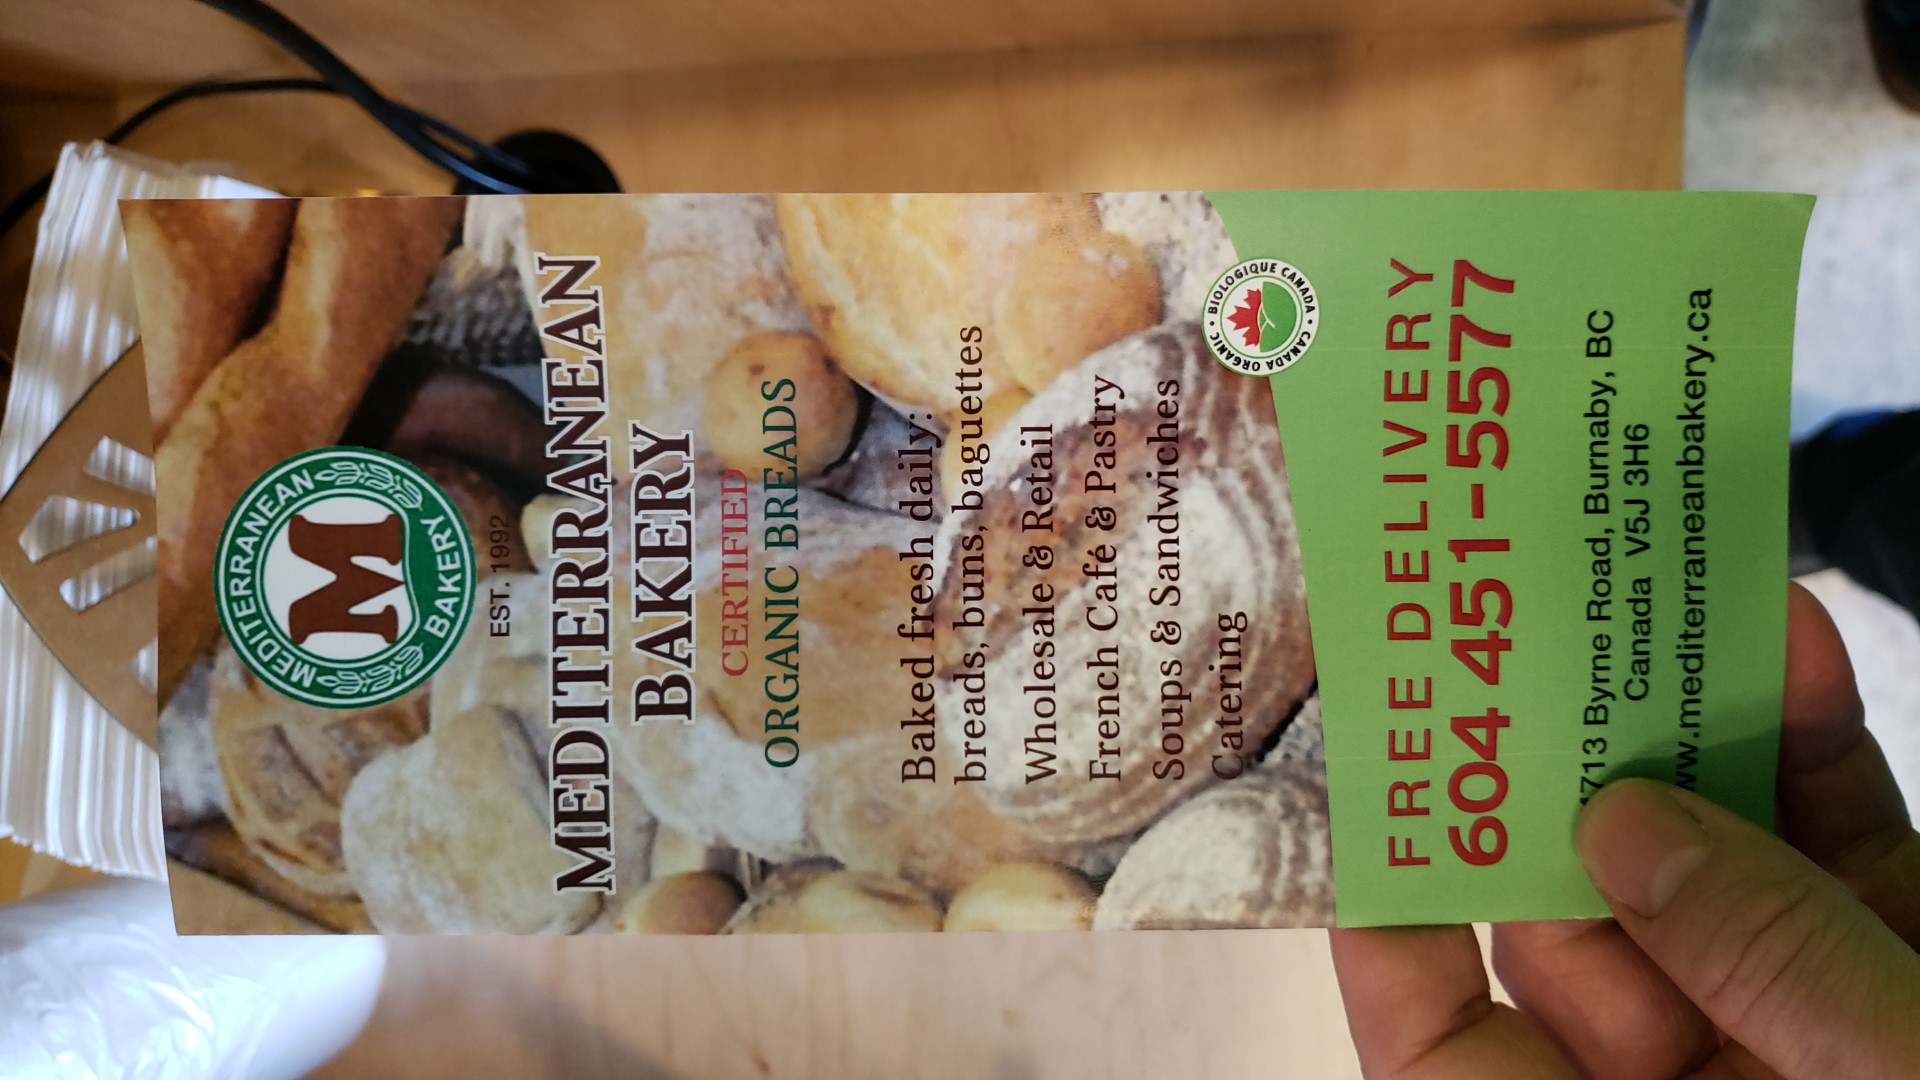 MEDITERRANEAN
M
BAKERY
EST. 1992
MEDITERRANEAN
BAKERY
CERTIFIED
ORGANIC BREADS
Baked fresh daily:
breads, buns, baguettes
Wholesale & Retail
French Café & Pastry
Soups & Sandwiches
Catering
BIOLOGIQUE CANADA • CANADA ORGANIC •
FREE DELIVERY
604 451-5577
Byrne Road, Burnaby, BC
Canada V5J 3H6
ww.mediterraneanbakery.ca